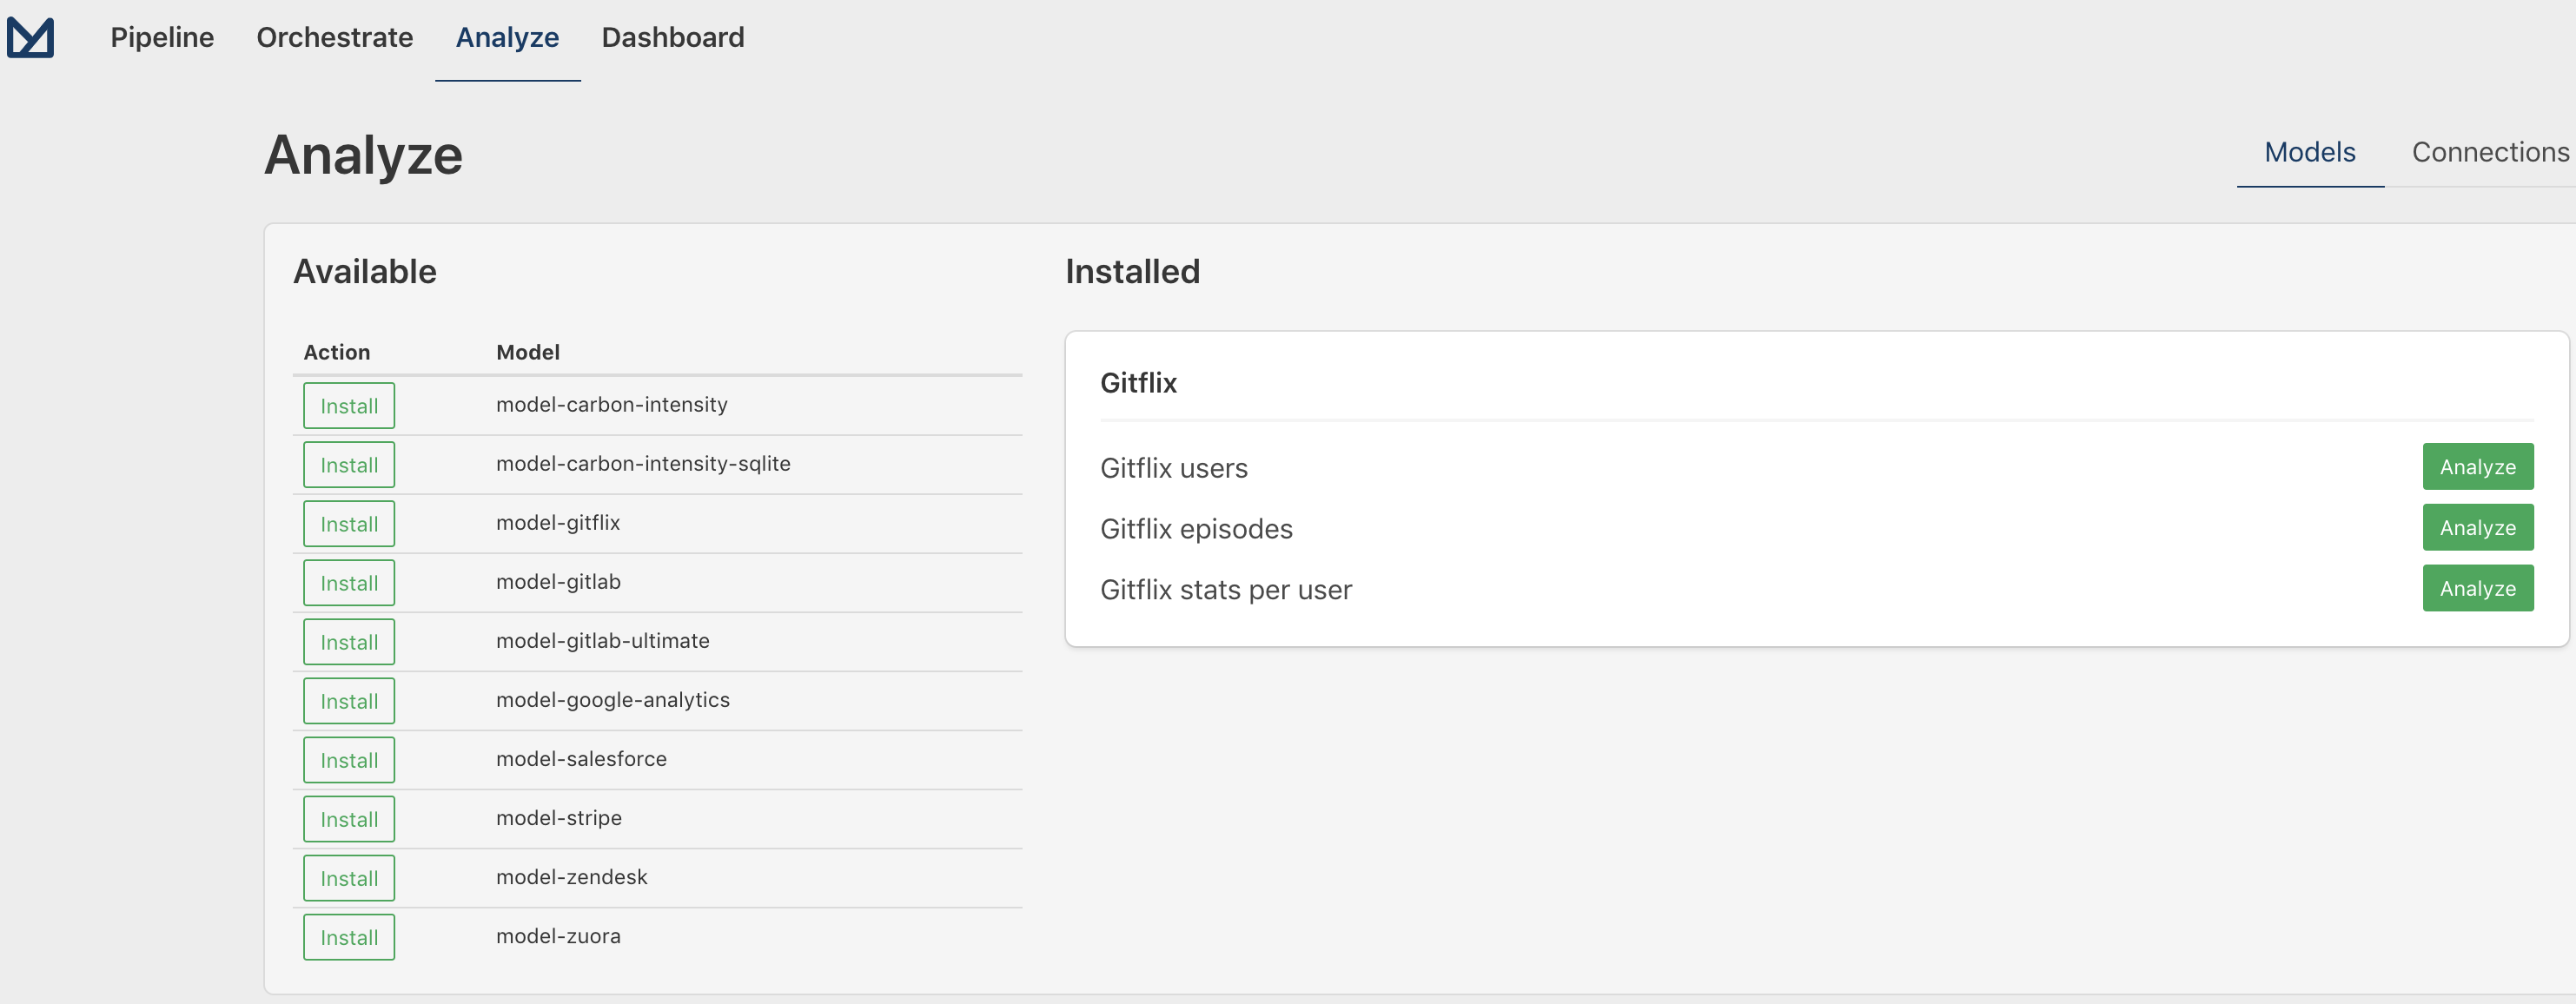 Pipeline Orchestrate Analyze Dashboard
Analyze
Models Connections
Available
Action Model
Install model-carbon-intensity
Install model-carbon-intensity-sqlite
Install model-gitflix
Install model-gitlab
Install model-gitlab-ultimate
Install model-google-analytics
Install model-salesforce
Install model-stripe
Install model-zendesk
Install model-zuora
Installed
Gitflix
Gitflix users Analyze
Gitflix episodes Analyze
Gitflix stats per user Analyze